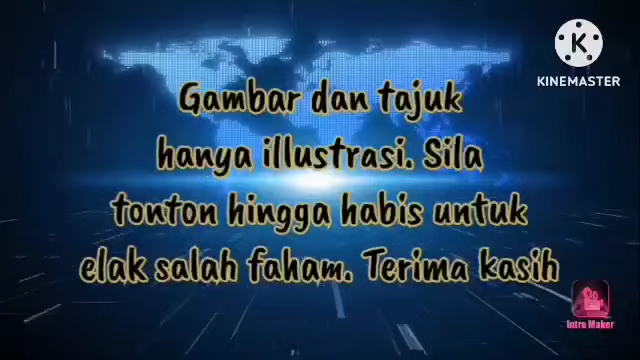 KINEMASTER
Gambar dan tajuk
hanya illustrasi. Sila
tonton hingga habis untuk
elak salah faham. Terima kasih
Intro Maker